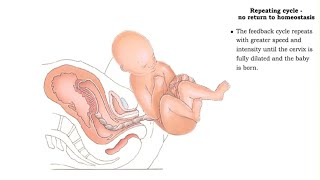 Repeating cycle -
no return to homeostasis
• The feedback cycle repeats
with greater speed and
intensity until the cervix is
fully dilated and the baby
is born.